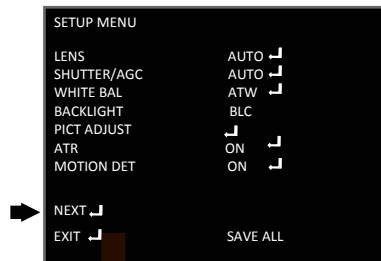 SETUP MENU
LENS AUTO ↵
SHUTTER/AGC AUTO ↵
WHITE BAL ATW ↵
BACKLIGHT BLC
PICT ADJUST ↵
ATR ON ↵
MOTION DET ON ↵
NEXT ↵
EXIT ↵ SAVE ALL